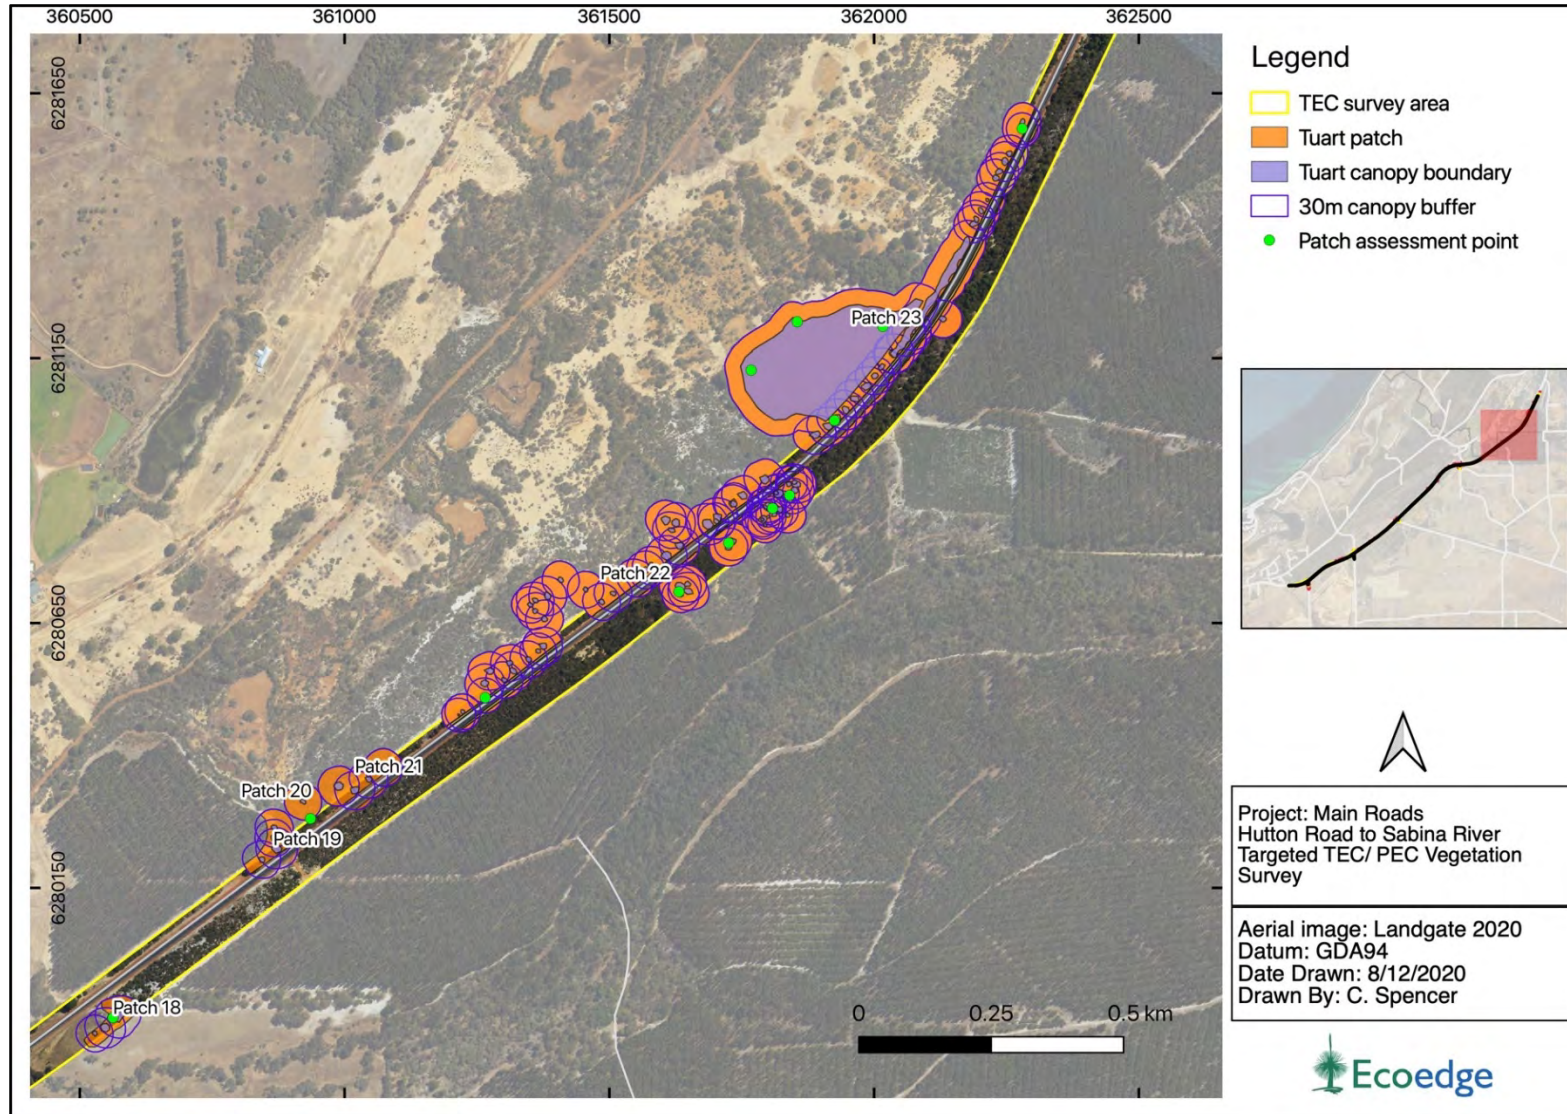 360500
361000
361500
362000
362500
6281650
6281150
6280650
6280150
Patch 23
Patch 22
Patch 21
Patch 20
Patch 19
Patch 18
0
0.25
0.5 km
Legend
TEC survey area
Tuart patch
Tuart canopy boundary
30m canopy buffer
Patch assessment point
Project: Main Roads
Hutton Road to Sabina River
Targeted TEC/ PEC Vegetation
Survey
Aerial image: Landgate 2020
Datum: GDA94
Date Drawn: 8/12/2020
Drawn By: C. Spencer
Ecoedge